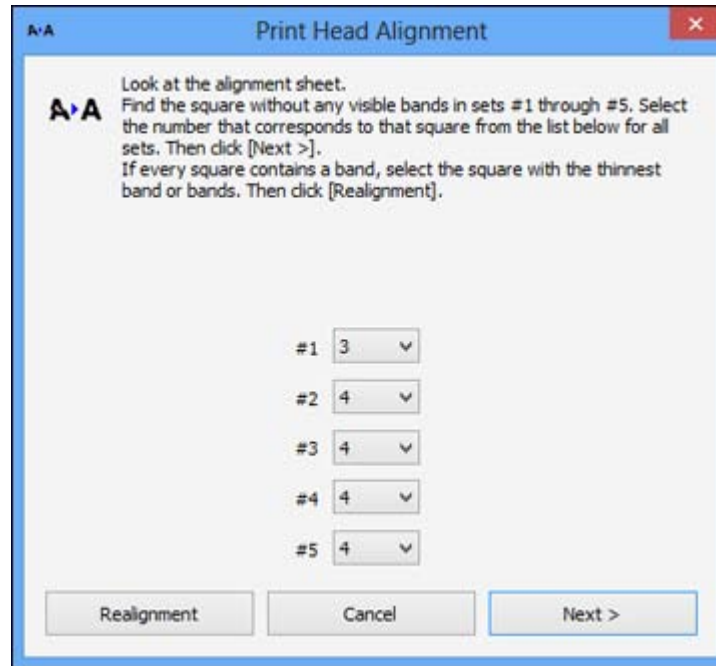 A▸A Print Head Alignment
Look at the alignment sheet.
A▸A Find the square without any visible bands in sets #1 through #5. Select
the number that corresponds to that square from the list below for all
sets. Then click [Next >].
If every square contains a band, select the square with the thinnest
band or bands. Then click [Realignment].
#1 3
#2 4
#3 4
#4 4
#5 4
Realignment Cancel Next >